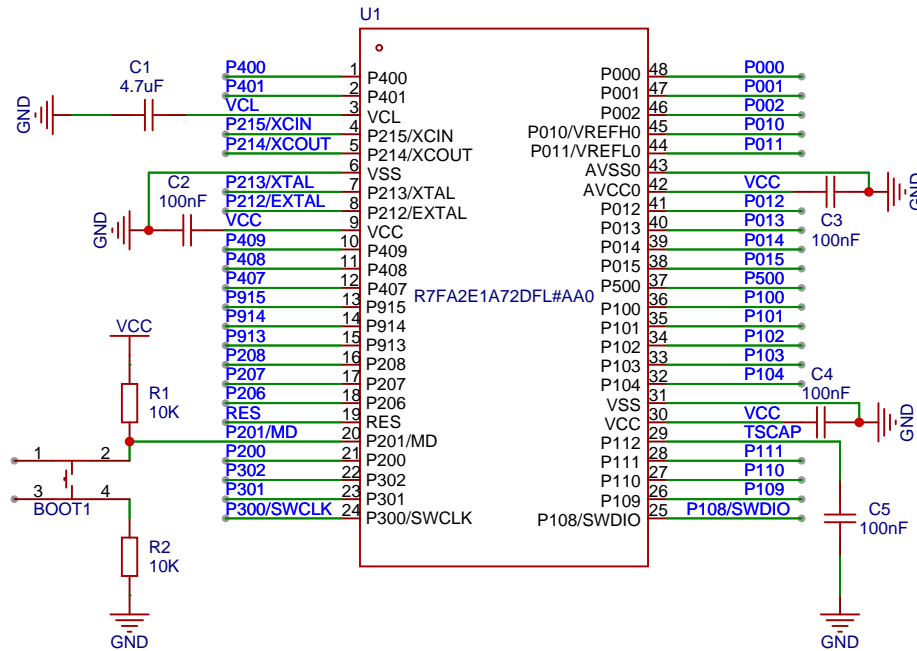 U1
C1
4.7uF
GND
P400 1 P400
P401 2 P401
VCL 3 VCL
P215/XCIN 4 P215/XCIN
P214/XCOUT 5 P214/XCOUT
6 VSS
P213/XTAL 7 P213/XTAL
P212/EXTAL 8 P212/EXTAL
VCC 9 VCC
C2
100nF
GND
P409 10 P409
P408 11 P408
P407 12 P407
P915 13 P915
P914 14 P914
P913 15 P913
P208 16 P208
P207 17 P207
P206 18 P206
RES 19 RES
P201/MD 20 P201/MD
P200 21 P200
P302 22 P302
P301 23 P301
P300/SWCLK 24 P300/SWCLK
R7FA2E1A72DFL#AA0
P000 48 P000
P001 47 P001
P002 46 P002
P010/VREFH0 45 P010
P011/VREFL0 44 P011
AVSS0 43
AVCC0 42 VCC
P012 41 P012
P013 40 P013
P014 39 P014
P015 38 P015
P500 37 P500
P100 36 P100
P101 35 P101
P102 34 P102
P103 33 P103
P104 32 P104
VSS 31
VCC 30 VCC
P112 29 TSCAP
P111 28 P111
P110 27 P110
P109 26 P109
P108/SWDIO 25 P108/SWDIO
GND
C3
100nF
C4
100nF
GND
C5
100nF
GND
VCC
R1
10K
1 2
3 4
BOOT1
R2
10K
GND